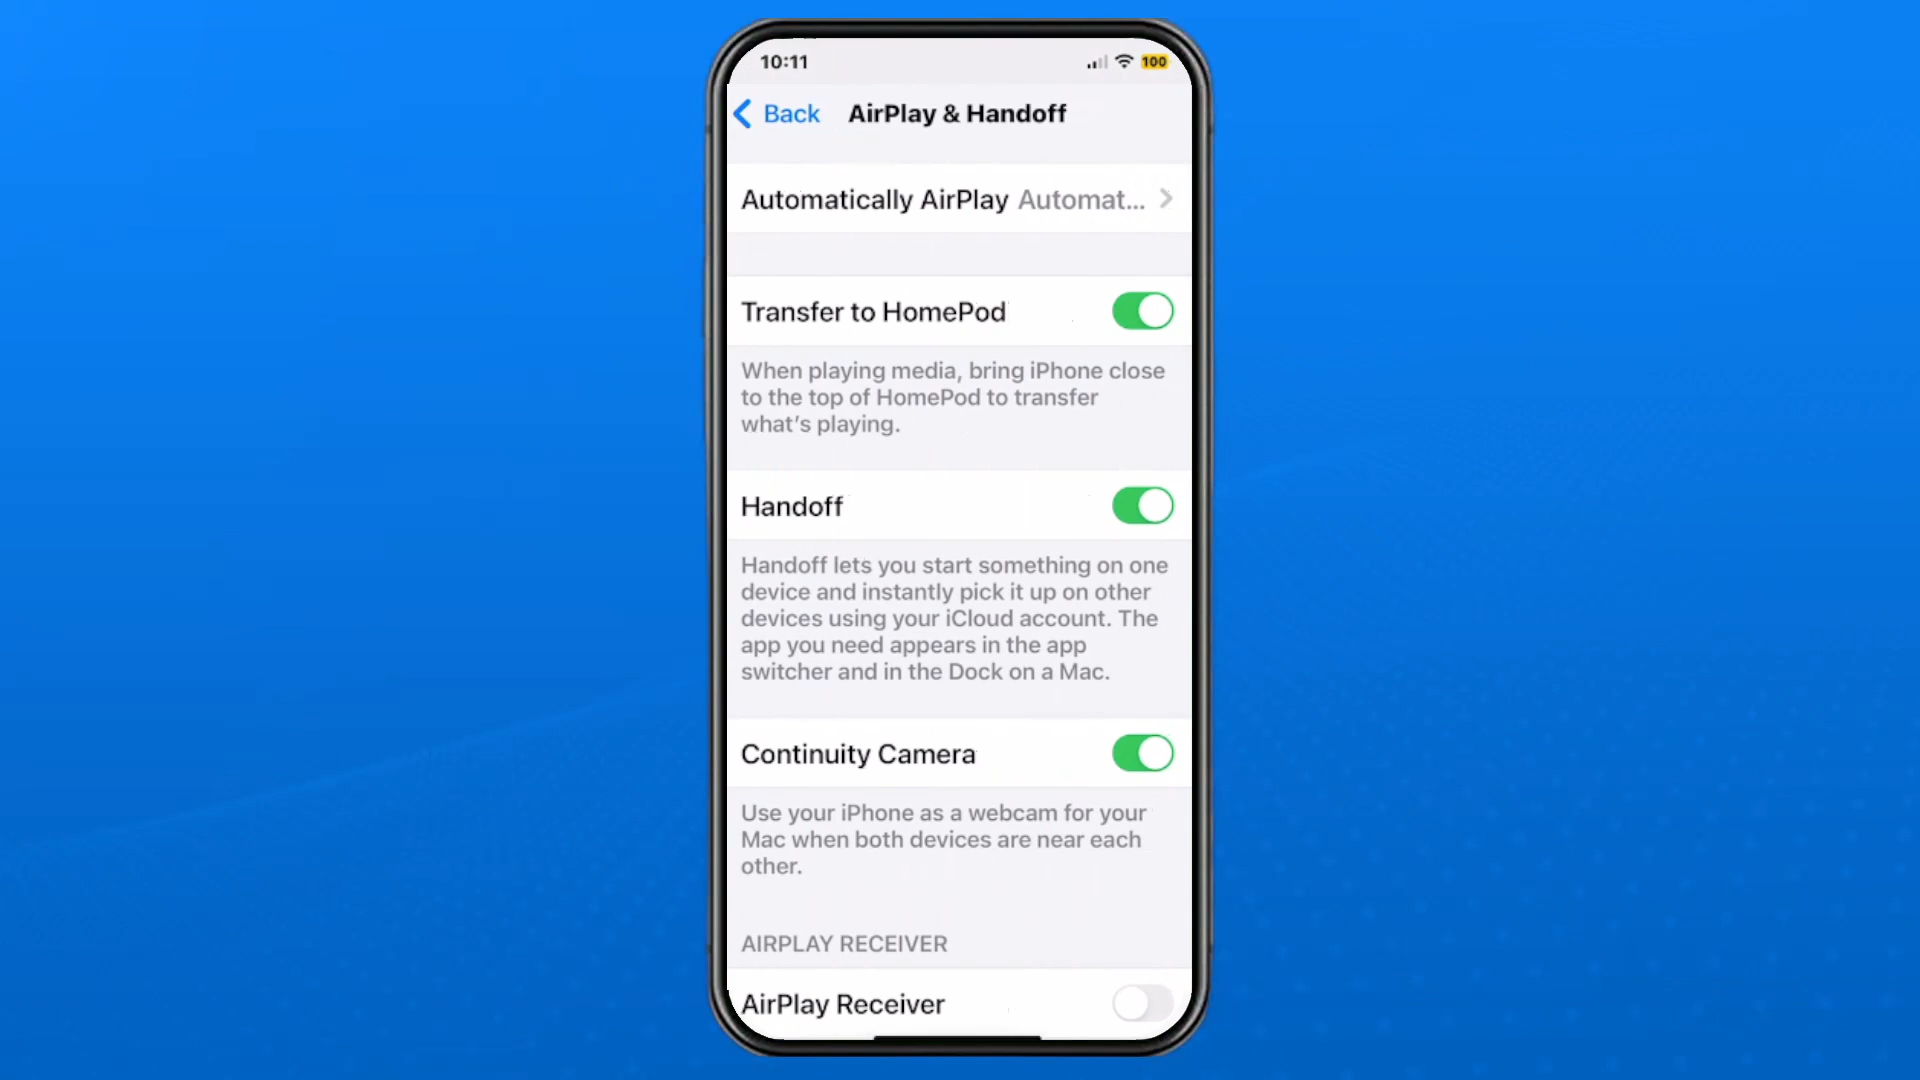 10:11 100
Back AirPlay & Handoff
Automatically AirPlay Automat...
Transfer to HomePod
When playing media, bring iPhone close
to the top of HomePod to transfer
what's playing.
Handoff
Handoff lets you start something on one
device and instantly pick it up on other
devices using your iCloud account. The
app you need appears in the app
switcher and in the Dock on a Mac.
Continuity Camera
Use your iPhone as a webcam for your
Mac when both devices are near each
other.
AIRPLAY RECEIVER
AirPlay Receiver